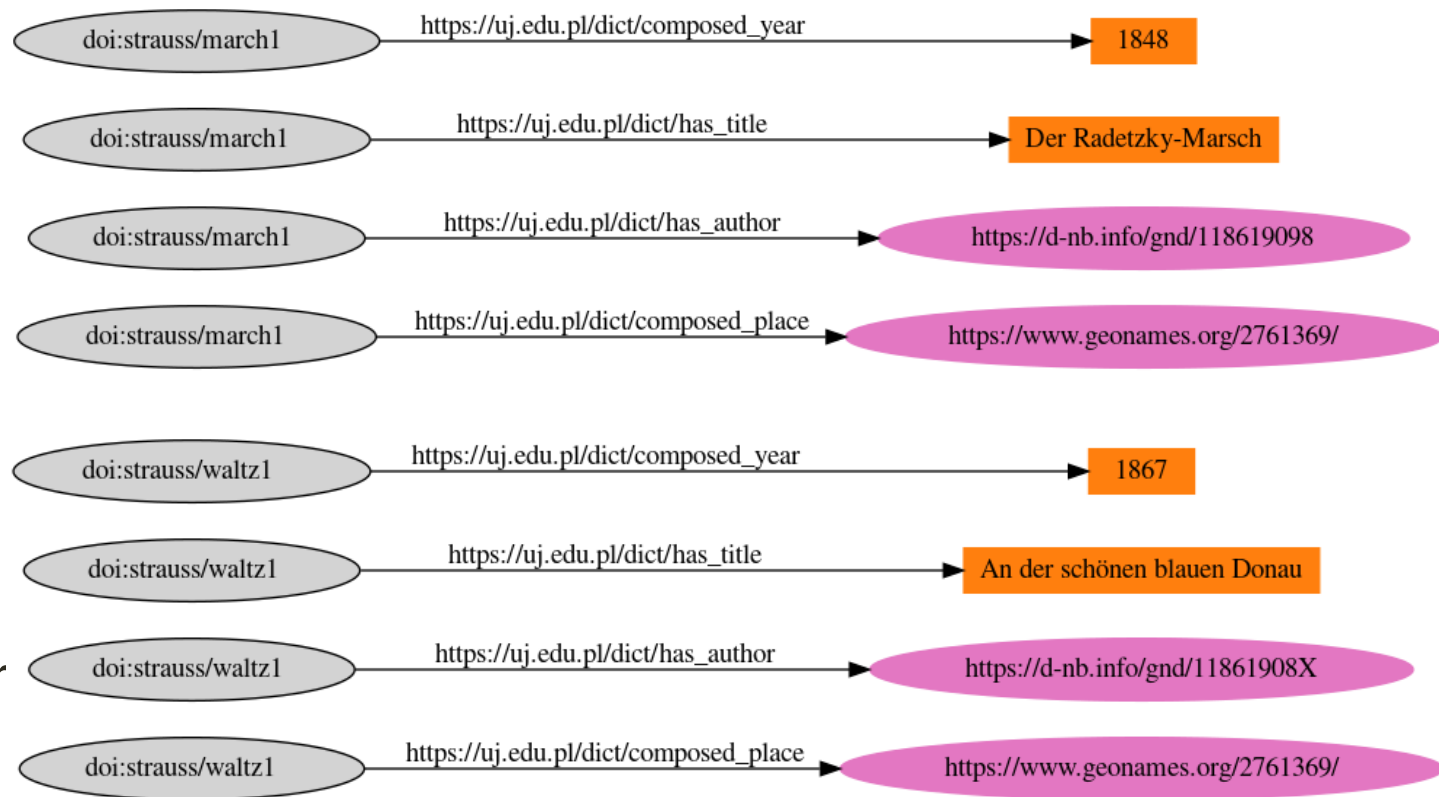 doi:strauss/march1 https://uj.edu.pl/dict/composed_year 1848
doi:strauss/march1 https://uj.edu.pl/dict/has_title Der Radetzky-Marsch
doi:strauss/march1 https://uj.edu.pl/dict/has_author https://d-nb.info/gnd/118619098
doi:strauss/march1 https://uj.edu.pl/dict/composed_place https://www.geonames.org/2761369/
doi:strauss/waltz1 https://uj.edu.pl/dict/composed_year 1867
doi:strauss/waltz1 https://uj.edu.pl/dict/has_title An der schönen blauen Donau
doi:strauss/waltz1 https://uj.edu.pl/dict/has_author https://d-nb.info/gnd/11861908X
doi:strauss/waltz1 https://uj.edu.pl/dict/composed_place https://www.geonames.org/2761369/